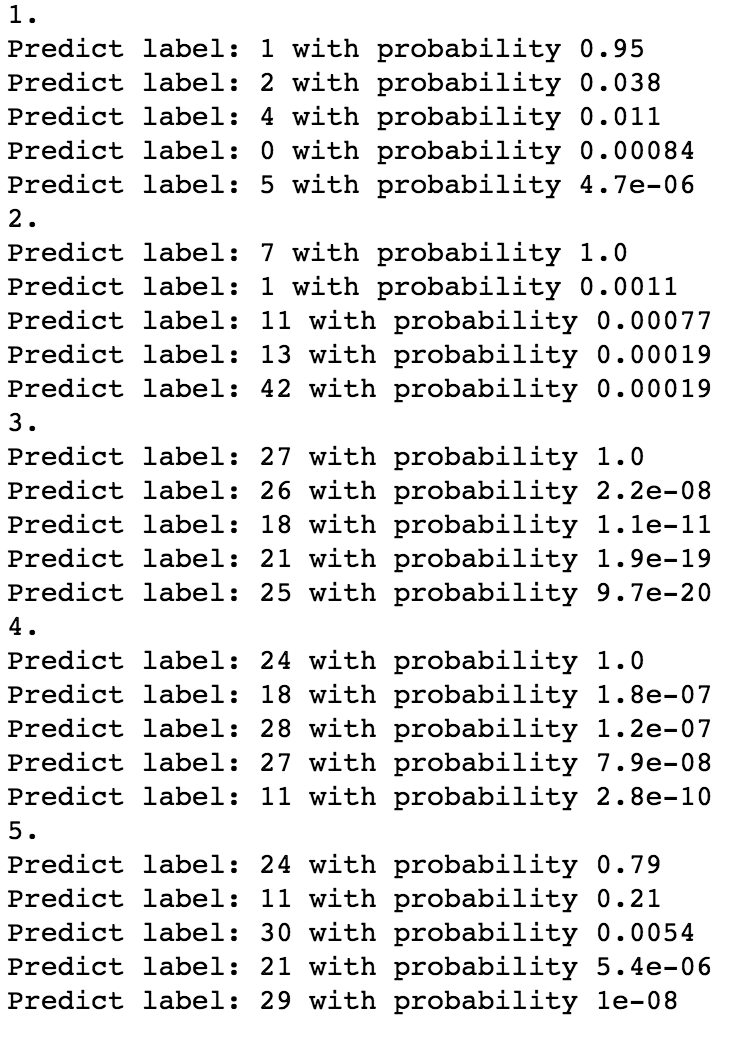 1.
Predict label: 1 with probability 0.95
Predict label: 2 with probability 0.038
Predict label: 4 with probability 0.011
Predict label: 0 with probability 0.00084
Predict label: 5 with probability 4.7e-06
2.
Predict label: 7 with probability 1.0
Predict label: 1 with probability 0.0011
Predict label: 11 with probability 0.00077
Predict label: 13 with probability 0.00019
Predict label: 42 with probability 0.00019
3.
Predict label: 27 with probability 1.0
Predict label: 26 with probability 2.2e-08
Predict label: 18 with probability 1.1e-11
Predict label: 21 with probability 1.9e-19
Predict label: 25 with probability 9.7e-20
4.
Predict label: 24 with probability 1.0
Predict label: 18 with probability 1.8e-07
Predict label: 28 with probability 1.2e-07
Predict label: 27 with probability 7.9e-08
Predict label: 11 with probability 2.8e-10
5.
Predict label: 24 with probability 0.79
Predict label: 11 with probability 0.21
Predict label: 30 with probability 0.0054
Predict label: 21 with probability 5.4e-06
Predict label: 29 with probability 1e-08